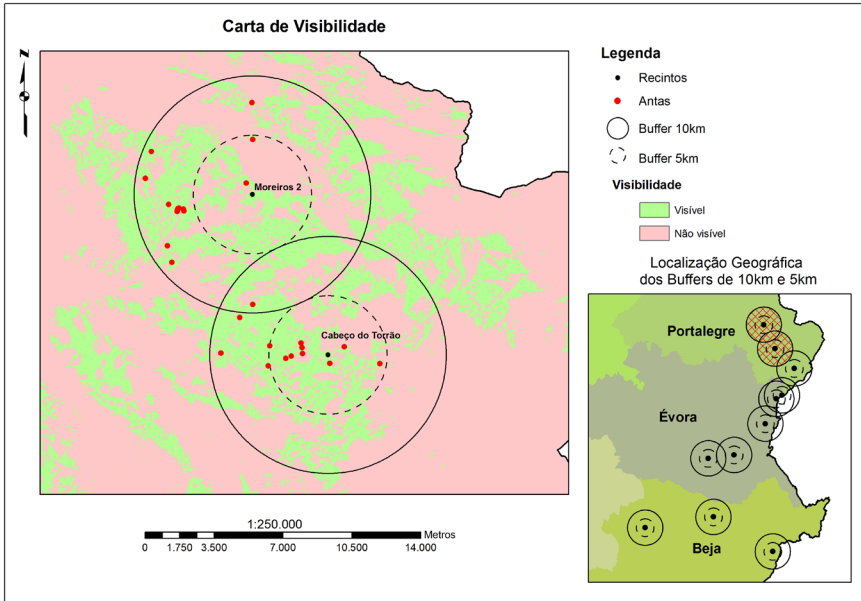 Carta de Visibilidade
N
Moreiros 2
Cabeço do Torrão
1:250.000
Metros
0 1.750 3.500 7.000 10.500 14.000
Legenda
Recintos
Antas
Buffer 10km
Buffer 5km
Visibilidade
Visível
Não visível
Localização Geográfica
dos Buffers de 10km e 5km
Portalegre
Évora
Beja